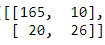 [[165,  10],
 [ 20,  26]]